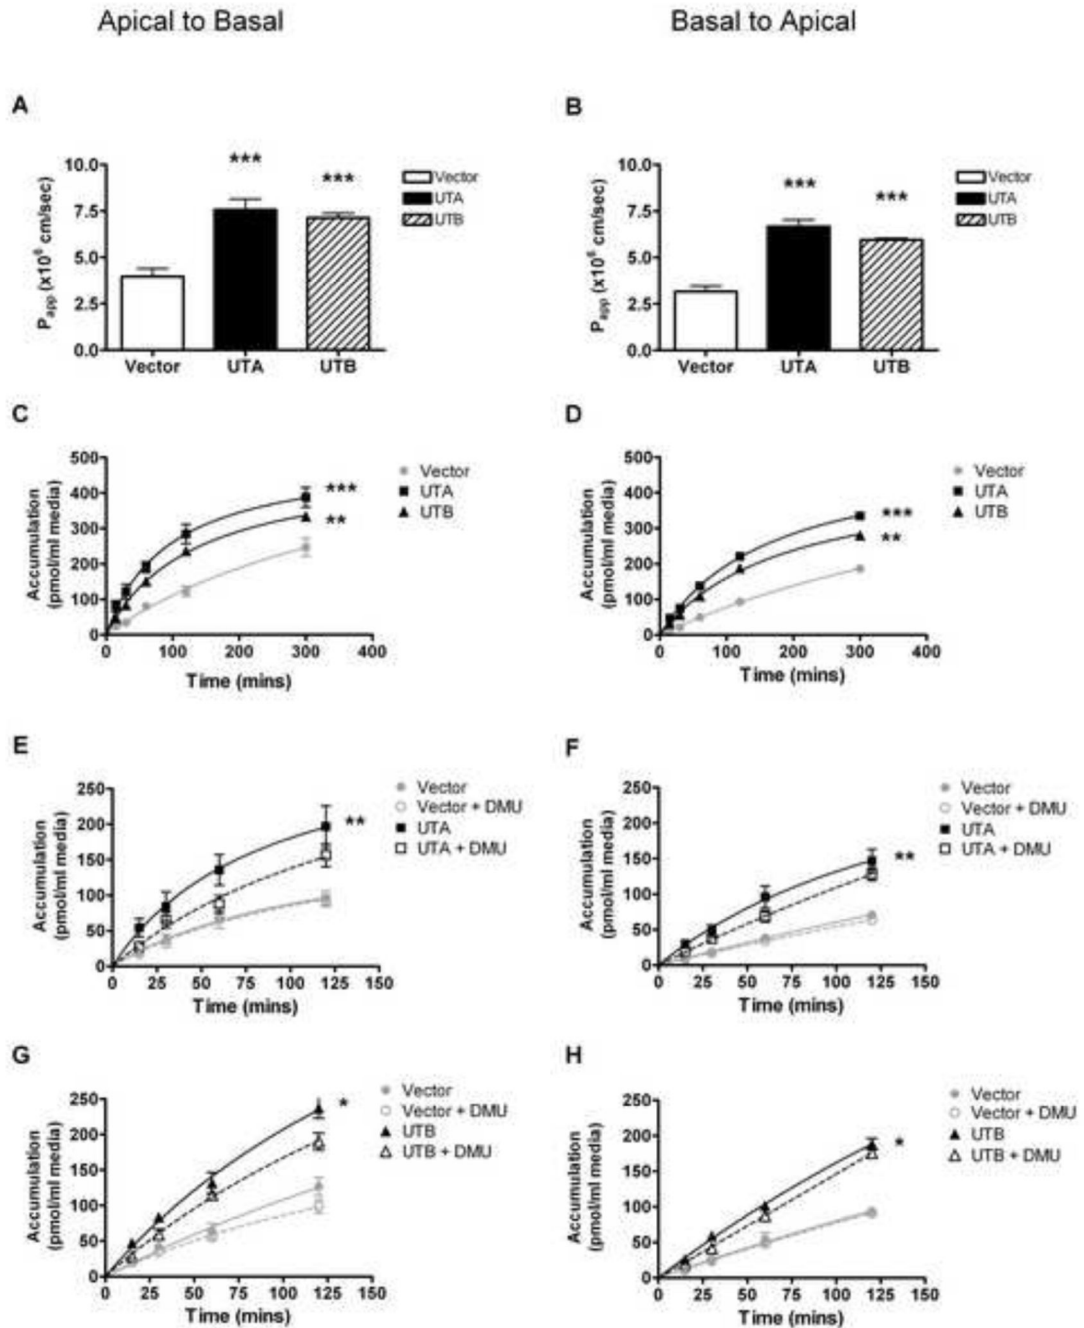 Apical to Basal
Basal to Apical
A
P app (x10⁶ cm/sec)
10.0
7.5
5.0
2.5
0.0
***
***
Vector
UTA
UTB
Vector
UTA
UTB
B
P app (x10⁶ cm/sec)
10.0
7.5
5.0
2.5
0.0
***
***
Vector
UTA
UTB
Vector
UTA
UTB
C
Accumulation
(pmol/ml media)
500
400
300
200
100
0
***
**
Vector
UTA
UTB
0 100 200 300 400
Time (mins)
D
Accumulation
(pmol/ml media)
500
400
300
200
100
0
***
**
Vector
UTA
UTB
0 100 200 300 400
Time (mins)
E
Accumulation
(pmol/ml media)
250
200
150
100
50
0
**
Vector
Vector + DMU
UTA
UTA + DMU
0 25 50 75 100 125 150
Time (mins)
F
Accumulation
(pmol/ml media)
250
200
150
100
50
0
**
Vector
Vector + DMU
UTA
UTA + DMU
0 25 50 75 100 125 150
Time (mins)
G
Accumulation
(pmol/ml media)
250
200
150
100
50
0
*
Vector
Vector + DMU
UTB
UTB + DMU
0 25 50 75 100 125 150
Time (mins)
H
Accumulation
(pmol/ml media)
250
200
150
100
50
0
*
Vector
Vector + DMU
UTB
UTB + DMU
0 25 50 75 100 125 150
Time (mins)